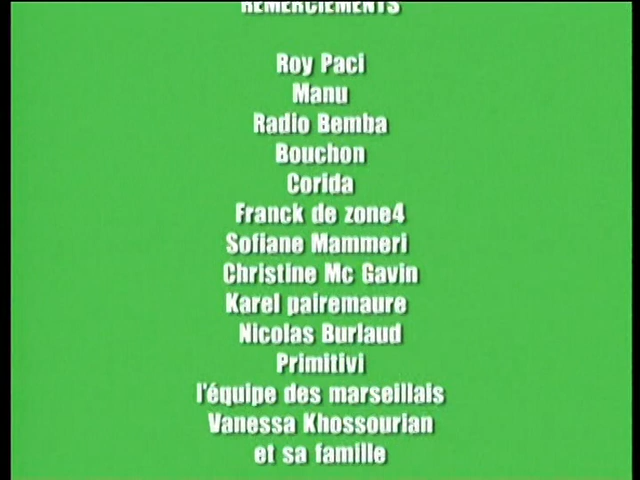 REMERCIEMENTS
Roy Paci
Manu
Radio Bemba
Bouchon
Corida
Franck de zone4
Sofiane Mammeri
Christine Mc Gavin
Karel pairemaure
Nicolas Burlaud
Primitivi
l'équipe des marseillais
Vanessa Khossourian
et sa famille